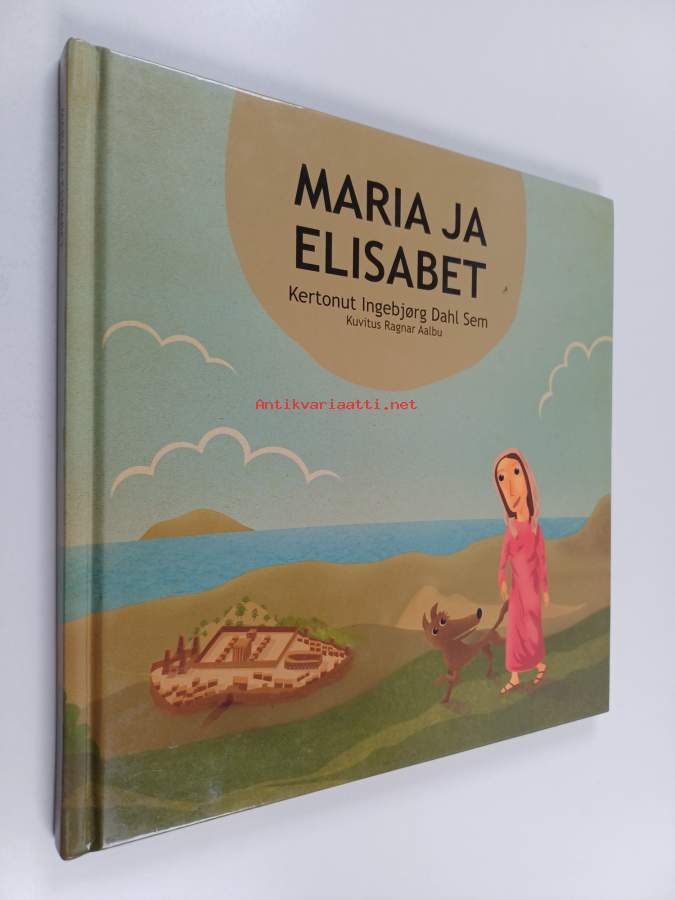 MARIA JA
ELISABET
Kertonut Ingebjørg Dahl Sem
Kuvitus Ragnar Aalbu
Antikvariaatti.net